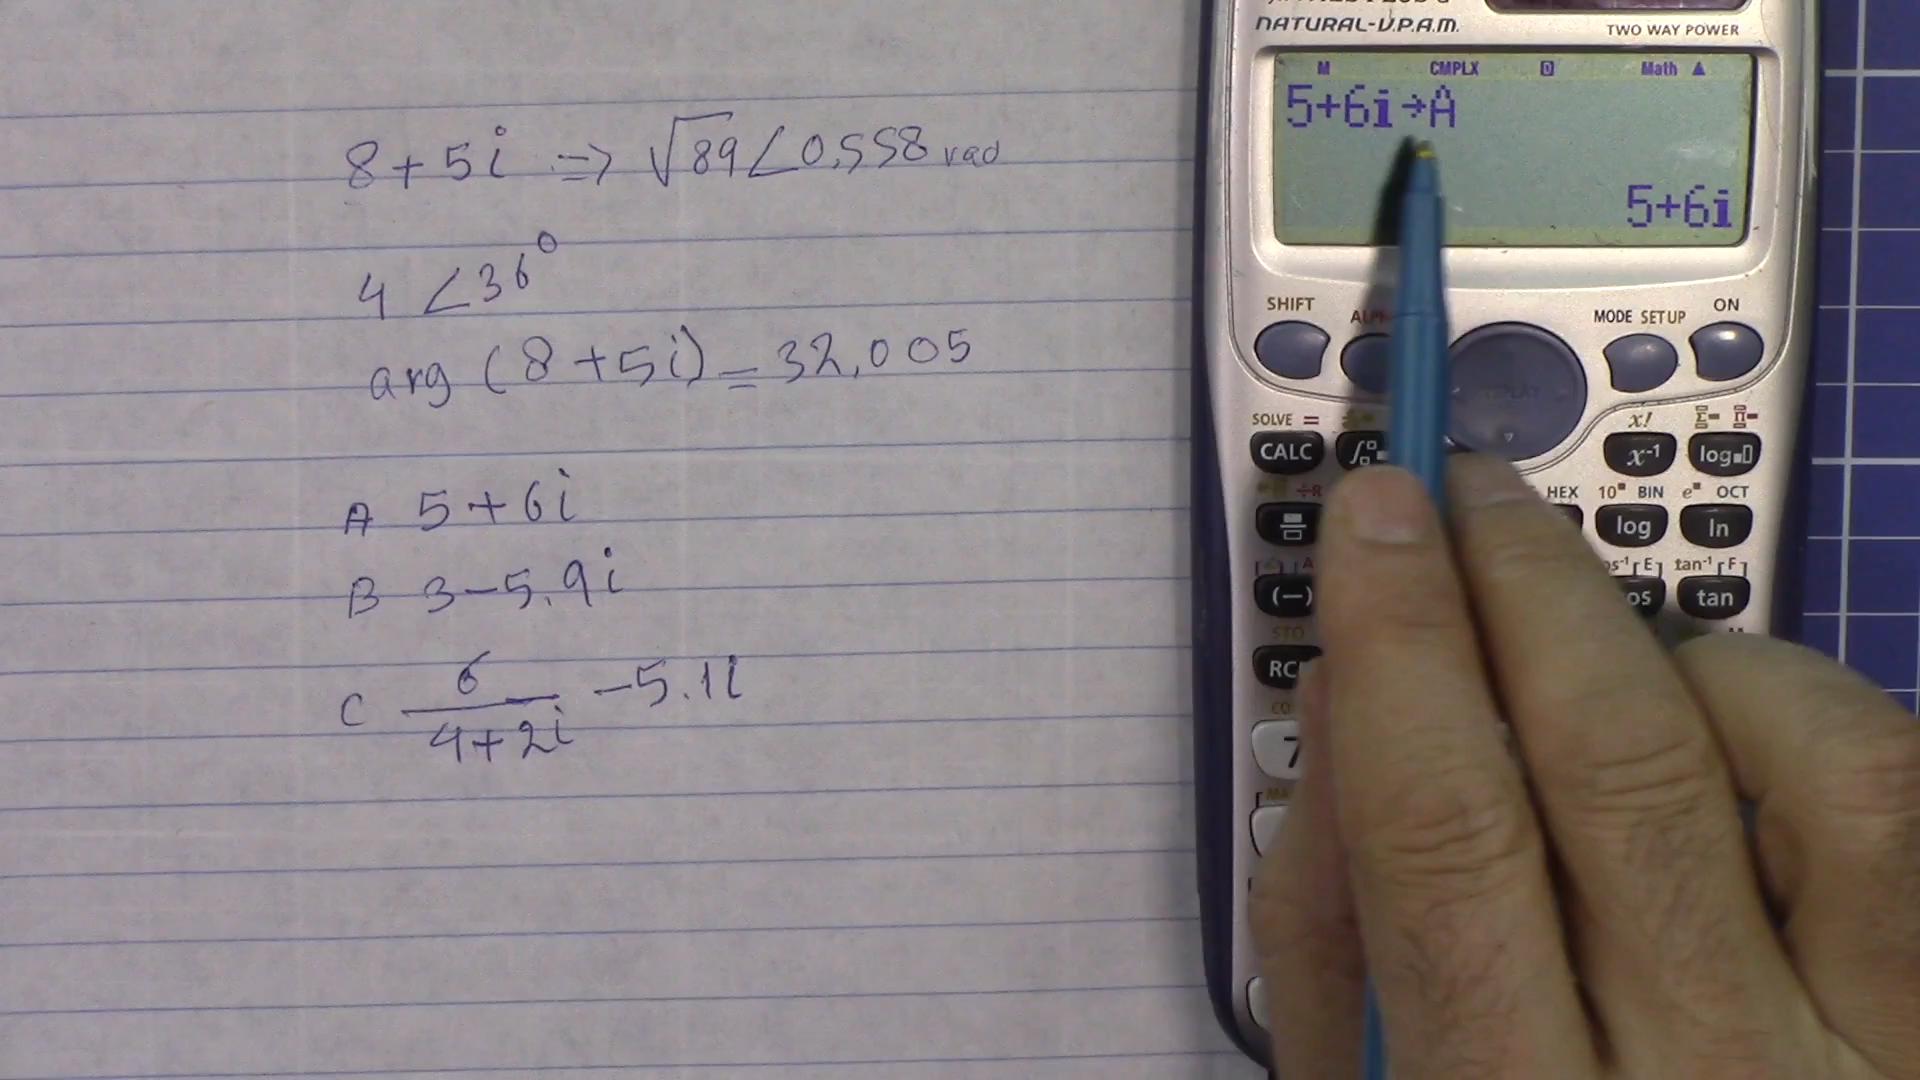 8+5i => √89∠0.558 rad
4∠36°
arg (8+5i) = 32,005
A 5+6i
B 3-5.9i
C 6/(4+2i) -5.1i
NATURAL-V.P.A.M.
TWO WAY POWER
M CMPLX D Math ▲
5+6i→A
5+6i
SHIFT
MODE SETUP ON
SOLVE = x!
CALC x⁻¹ log
HEX 10 BIN e OCT
log ln
tan⁻¹ F
(−) tan
STO
7